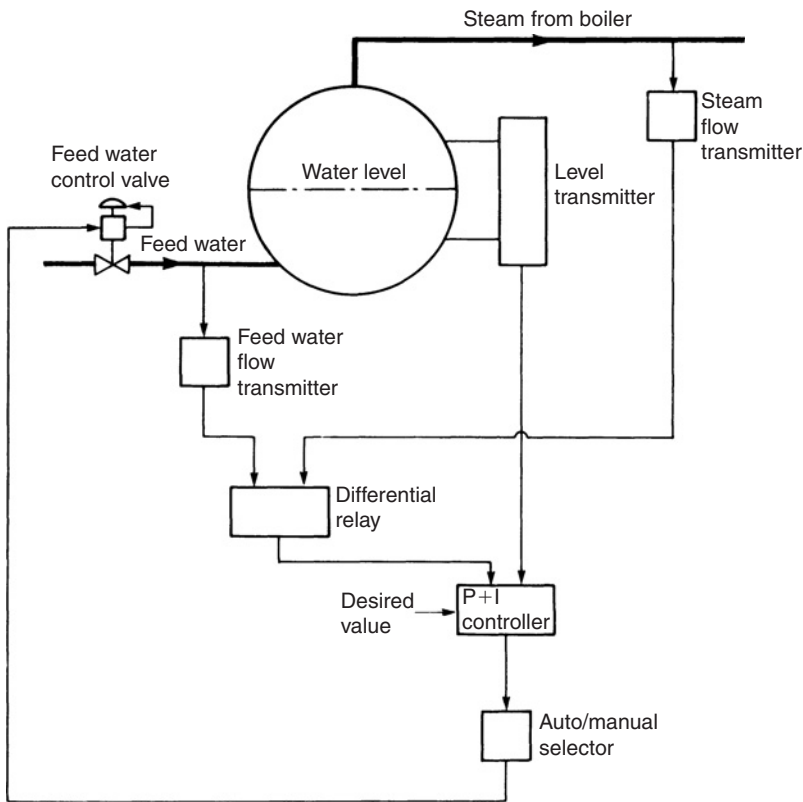 Steam from boiler
Steam
flow
transmitter
Feed water
control valve
Water level
Level
transmitter
Feed water
Feed water
flow
transmitter
Differential
relay
Desired
value
P+I
controller
Auto/manual
selector